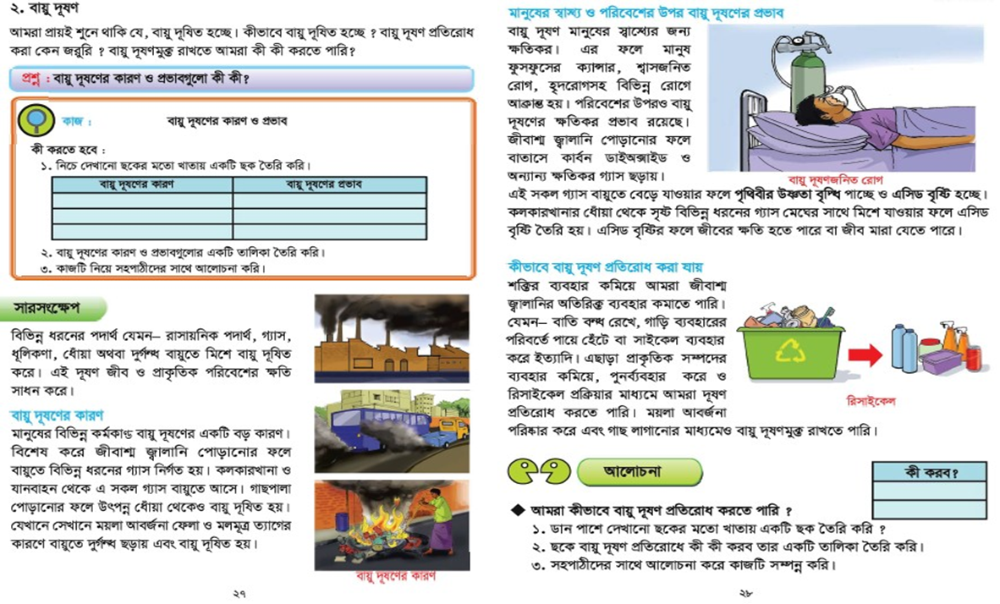 ২. বায়ু দূষণ
আমরা প্রায়ই শুনে থাকি যে, বায়ু দূষিত হচ্ছে। কীভাবে বায়ু দূষিত হচ্ছে ? বায়ু দূষণ প্রতিরোধ
করা কেন জরুরি ? বায়ু দূষণমুক্ত রাখতে আমরা কী কী করতে পারি?
প্রশ্ন : বায়ু দূষণের কারণ ও প্রভাবগুলো কী কী?
কাজ : বায়ু দূষণের কারণ ও প্রভাব
কী করতে হবে :
১. নিচে দেখানো ছকের মতো খাতায় একটি ছক তৈরি করি।
বায়ু দূষণের কারণ বায়ু দূষণের প্রভাব
২. বায়ু দূষণের কারণ ও প্রভাবগুলোর একটি তালিকা তৈরি করি।
৩. কাজটি নিয়ে সহপাঠীদের সাথে আলোচনা করি।
সারসংক্ষেপ
বিভিন্ন ধরনের পদার্থ যেমন– রাসায়নিক পদার্থ, গ্যাস,
ধূলিকণা, ধোঁয়া অথবা দুর্গন্ধ বায়ুতে মিশে বায়ু দূষিত
করে। এই দূষণ জীব ও প্রাকৃতিক পরিবেশের ক্ষতি
সাধন করে।
বায়ু দূষণের কারণ
মানুষের বিভিন্ন কর্মকাণ্ড বায়ু দূষণের একটি বড় কারণ।
বিশেষ করে জীবাশ্ম জ্বালানি পোড়ানোর ফলে
বায়ুতে বিভিন্ন ধরনের গ্যাস নির্গত হয়। কলকারখানা ও
যানবাহন থেকে এ সকল গ্যাস বায়ুতে আসে। গাছপালা
পোড়ানোর ফলে উৎপন্ন ধোঁয়া থেকেও বায়ু দূষিত হয়।
যেখানে সেখানে ময়লা আবর্জনা ফেলা ও মলমূত্র ত্যাগের
কারণে বায়ুতে দুর্গন্ধ ছড়ায় এবং বায়ু দূষিত হয়।
বায়ু দূষণের কারণ
২৭
মানুষের স্বাস্থ্য ও পরিবেশের উপর বায়ু দূষণের প্রভাব
বায়ু দূষণ মানুষের স্বাস্থ্যের জন্য
ক্ষতিকর। এর ফলে মানুষ
ফুসফুসের ক্যান্সার, শ্বাসজনিত
রোগ, হৃদরোগসহ বিভিন্ন রোগে
আক্রান্ত হয়। পরিবেশের উপরও বায়ু
দূষণের ক্ষতিকর প্রভাব রয়েছে।
জীবাশ্ম জ্বালানি পোড়ানোর ফলে
বাতাসে কার্বন ডাইঅক্সাইড ও
অন্যান্য ক্ষতিকর গ্যাস ছড়ায়।
বায়ু দূষণজনিত রোগ
এই সকল গ্যাস বায়ুতে বেড়ে যাওয়ার ফলে পৃথিবীর উষ্ণতা বৃদ্ধি পাচ্ছে ও এসিড বৃষ্টি হচ্ছে।
কলকারখানার ধোঁয়া থেকে সৃষ্ট বিভিন্ন ধরনের গ্যাস মেঘের সাথে মিশে যাওয়ার ফলে এসিড
বৃষ্টি তৈরি হয়। এসিড বৃষ্টির ফলে জীবের ক্ষতি হতে পারে বা জীব মারা যেতে পারে।
কীভাবে বায়ু দূষণ প্রতিরোধ করা যায়
শক্তির ব্যবহার কমিয়ে আমরা জীবাশ্ম
জ্বালানির অতিরিক্ত ব্যবহার কমাতে পারি।
যেমন– বাতি বন্ধ রেখে, গাড়ি ব্যবহারের
পরিবর্তে পায়ে হেঁটে বা সাইকেল ব্যবহার
করে ইত্যাদি। এছাড়া প্রাকৃতিক সম্পদের
ব্যবহার কমিয়ে, পুনর্ব্যবহার করে ও
রিসাইকেল প্রক্রিয়ার মাধ্যমে আমরা দূষণ
প্রতিরোধ করতে পারি। ময়লা আবর্জনা
পরিষ্কার করে এবং গাছ লাগানোর মাধ্যমেও বায়ু দূষণমুক্ত রাখতে পারি।
রিসাইকেল
আলোচনা
কী করব?
◆ আমরা কীভাবে বায়ু দূষণ প্রতিরোধ করতে পারি ?
১. ডান পাশে দেখানো ছকের মতো খাতায় একটি ছক তৈরি করি ?
২. ছকে বায়ু দূষণ প্রতিরোধে কী কী করব তার একটি তালিকা তৈরি করি।
৩. সহপাঠীদের সাথে আলোচনা করে কাজটি সম্পন্ন করি।
২৮